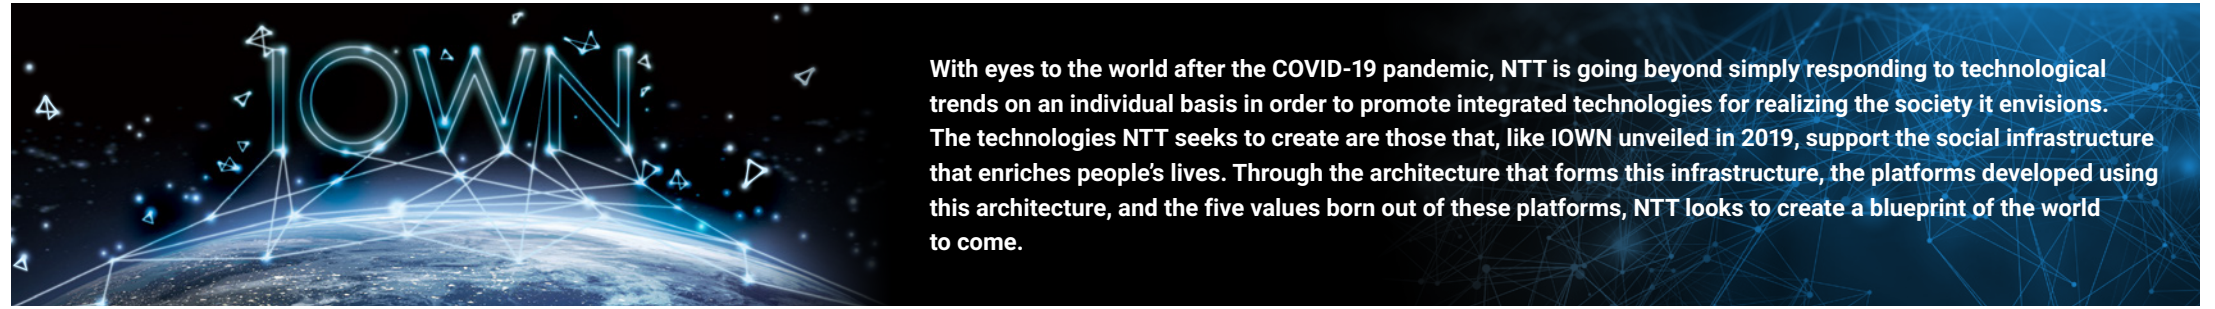 IOWN
With eyes to the world after the COVID-19 pandemic, NTT is going beyond simply responding to technological
trends on an individual basis in order to promote integrated technologies for realizing the society it envisions.
The technologies NTT seeks to create are those that, like IOWN unveiled in 2019, support the social infrastructure
that enriches people’s lives. Through the architecture that forms this infrastructure, the platforms developed using
this architecture, and the five values born out of these platforms, NTT looks to create a blueprint of the world
to come.